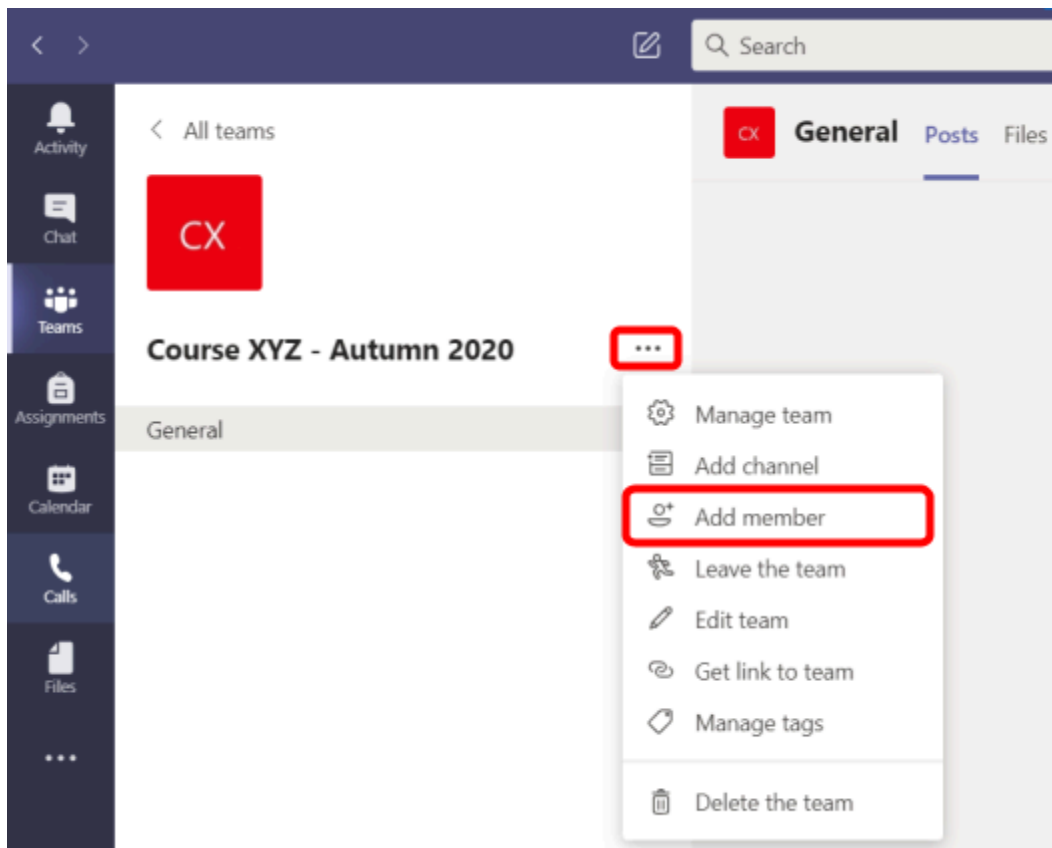 Search
Activity
Chat
Teams
Assignments
Calendar
Calls
Files
All teams
CX
Course XYZ - Autumn 2020
General
Manage team
Add channel
Add member
Leave the team
Edit team
Get link to team
Manage tags
Delete the team
CX General Posts Files